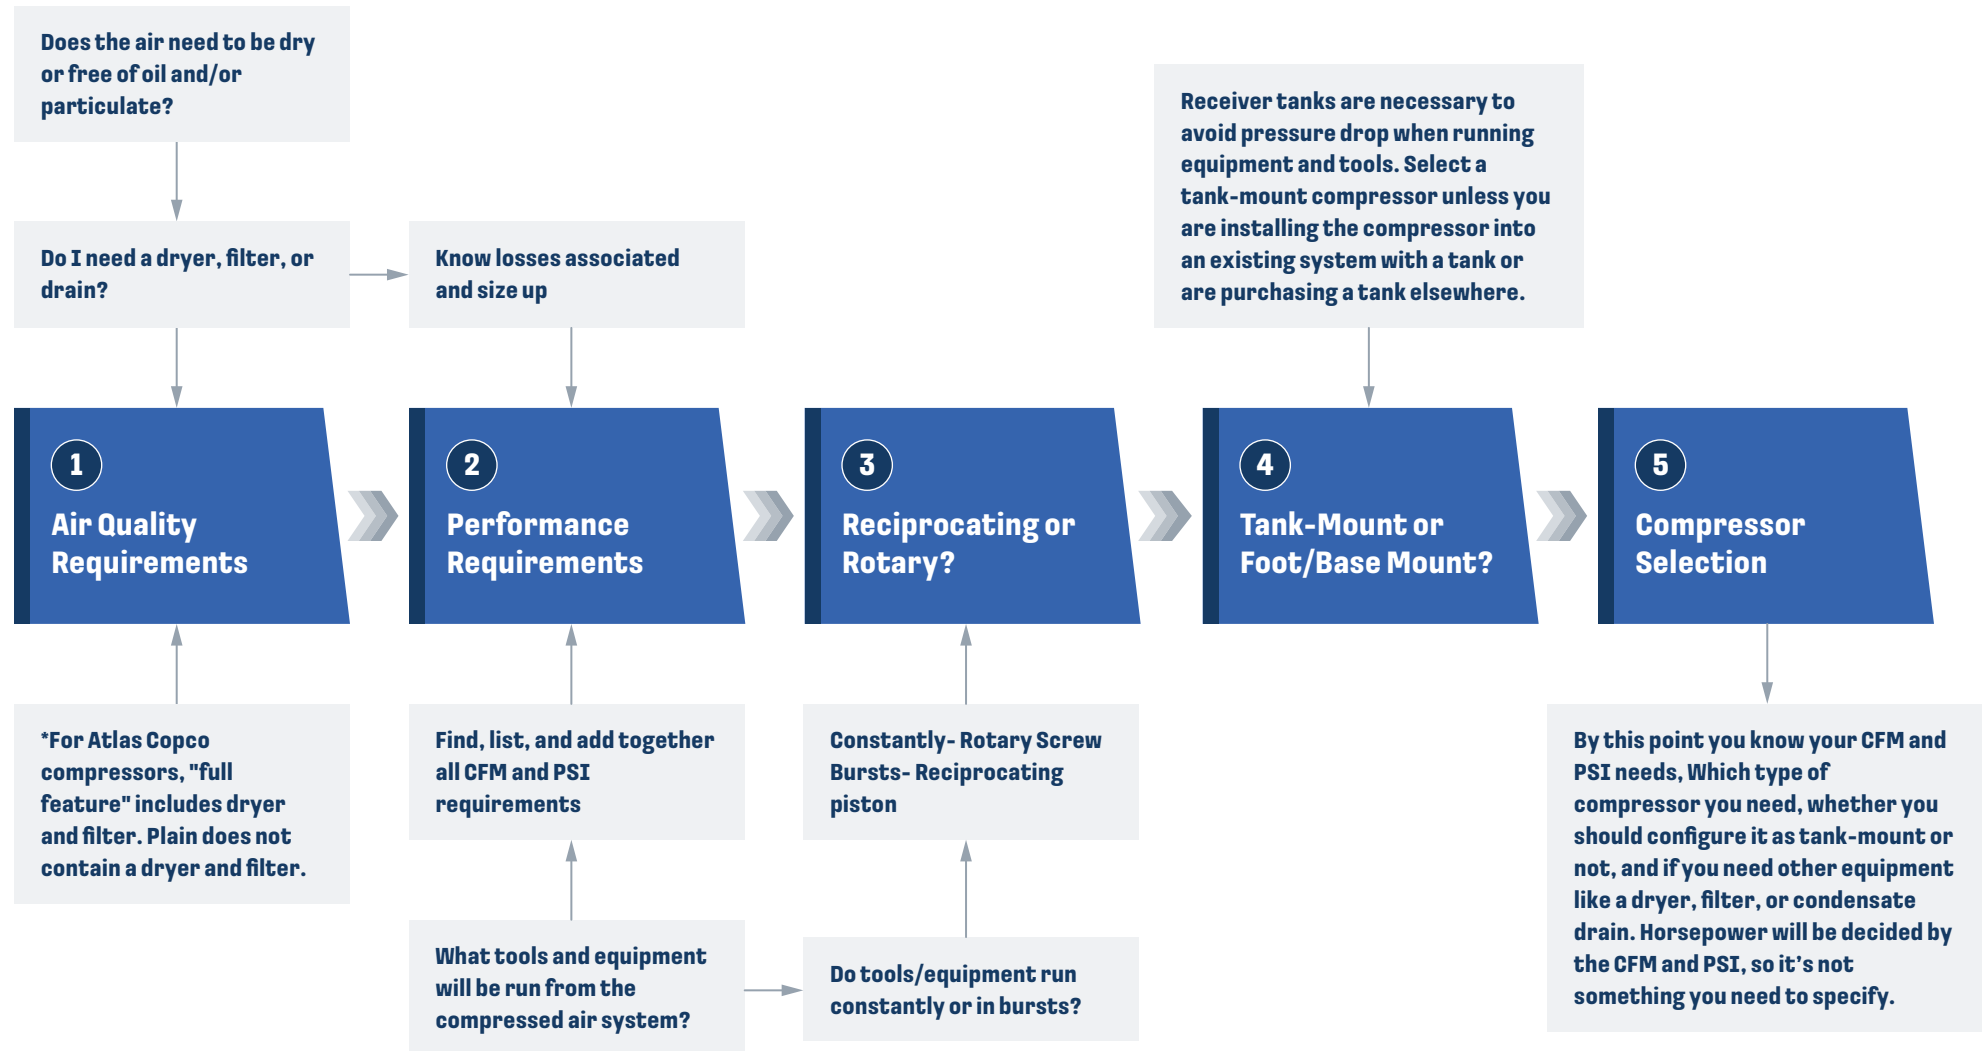 Does the air need to be dry
or free of oil and/or
particulate?
Do I need a dryer, filter, or
drain?
Know losses associated
and size up
Receiver tanks are necessary to
avoid pressure drop when running
equipment and tools. Select a
tank-mount compressor unless you
are installing the compressor into
an existing system with a tank or
are purchasing a tank elsewhere.
1
Air Quality
Requirements
2
Performance
Requirements
3
Reciprocating or
Rotary?
4
Tank-Mount or
Foot/Base Mount?
5
Compressor
Selection
*For Atlas Copco
compressors, "full
feature" includes dryer
and filter. Plain does not
contain a dryer and filter.
Find, list, and add together
all CFM and PSI
requirements
Constantly- Rotary Screw
Bursts- Reciprocating
piston
What tools and equipment
will be run from the
compressed air system?
Do tools/equipment run
constantly or in bursts?
By this point you know your CFM and
PSI needs, Which type of
compressor you need, whether you
should configure it as tank-mount or
not, and if you need other equipment
like a dryer, filter, or condensate
drain. Horsepower will be decided by
the CFM and PSI, so it's not
something you need to specify.